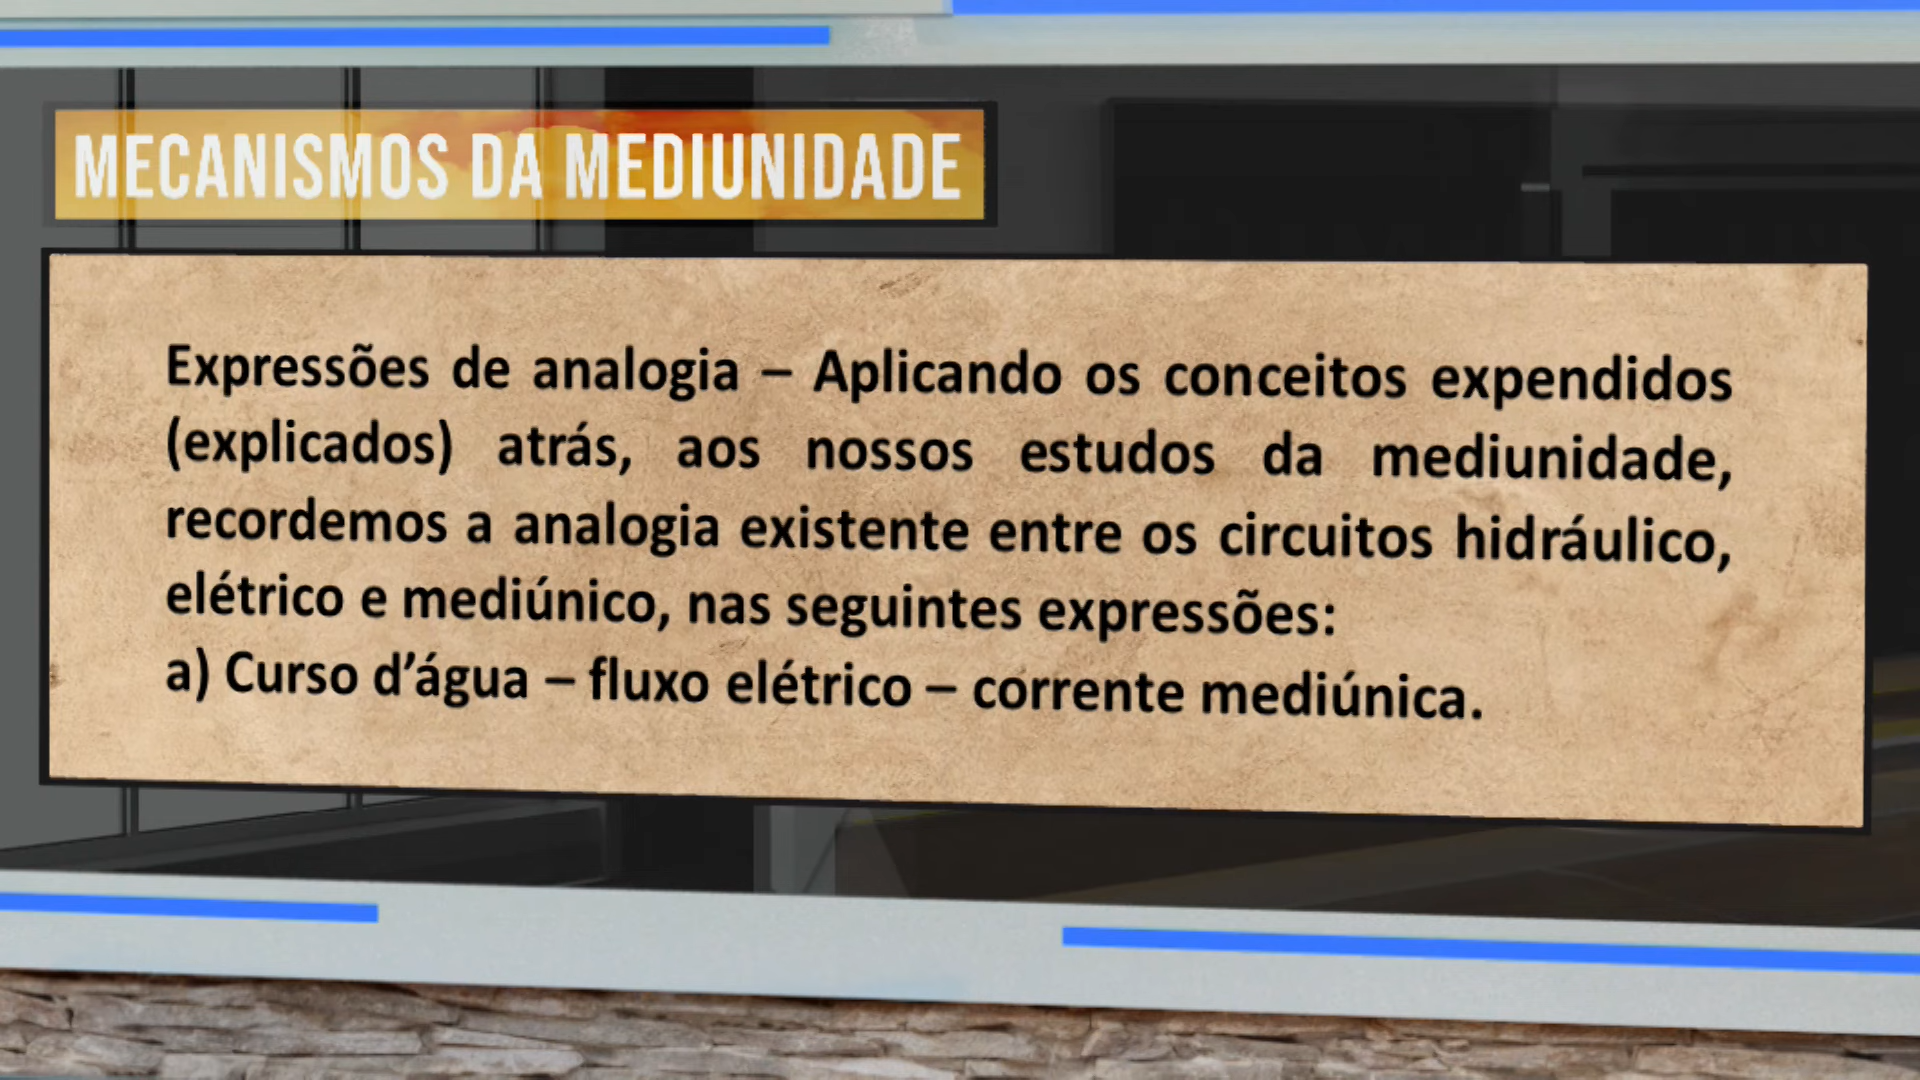 MECANISMOS DA MEDIUNIDADE
Expressões de analogia – Aplicando os conceitos expendidos
(explicados) atrás, aos nossos estudos da mediunidade,
recordemos a analogia existente entre os circuitos hidráulico,
elétrico e mediúnico, nas seguintes expressões:
a) Curso d’água – fluxo elétrico – corrente mediúnica.